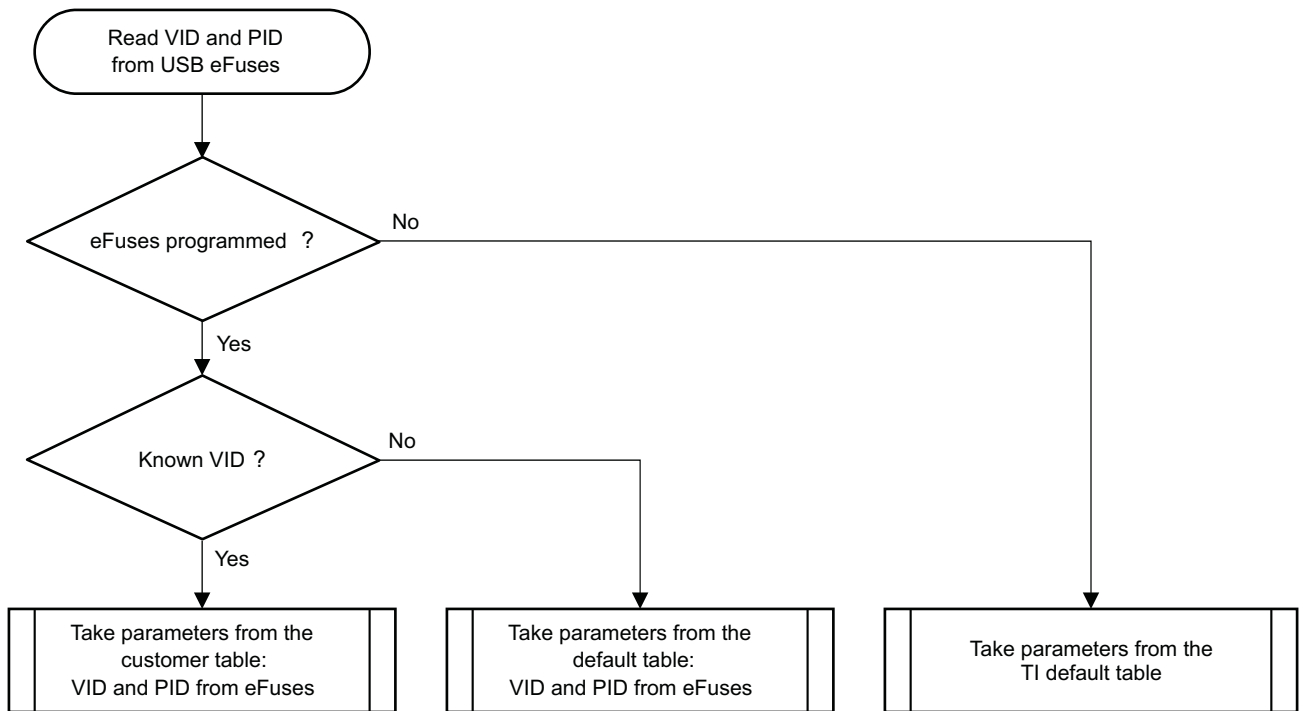 Read VID and PID
from USB eFuses
eFuses programmed ?
No
Yes
Known VID ?
No
Yes
Take parameters from the
customer table:
VID and PID from eFuses
Take parameters from the
default table:
VID and PID from eFuses
Take parameters from the
TI default table